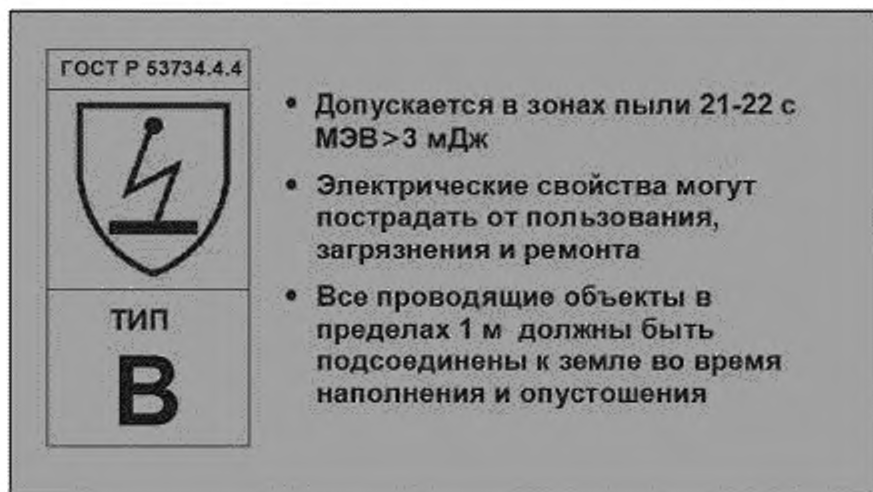 ГОСТ Р 53734.4.4
ТИП
В
• Допускается в зонах пыли 21-22 с
МЭВ>3 мДж
• Электрические свойства могут
пострадать от пользования,
загрязнения и ремонта
• Все проводящие объекты в
пределах 1 м должны быть
подсоединены к земле во время
наполнения и опустошения